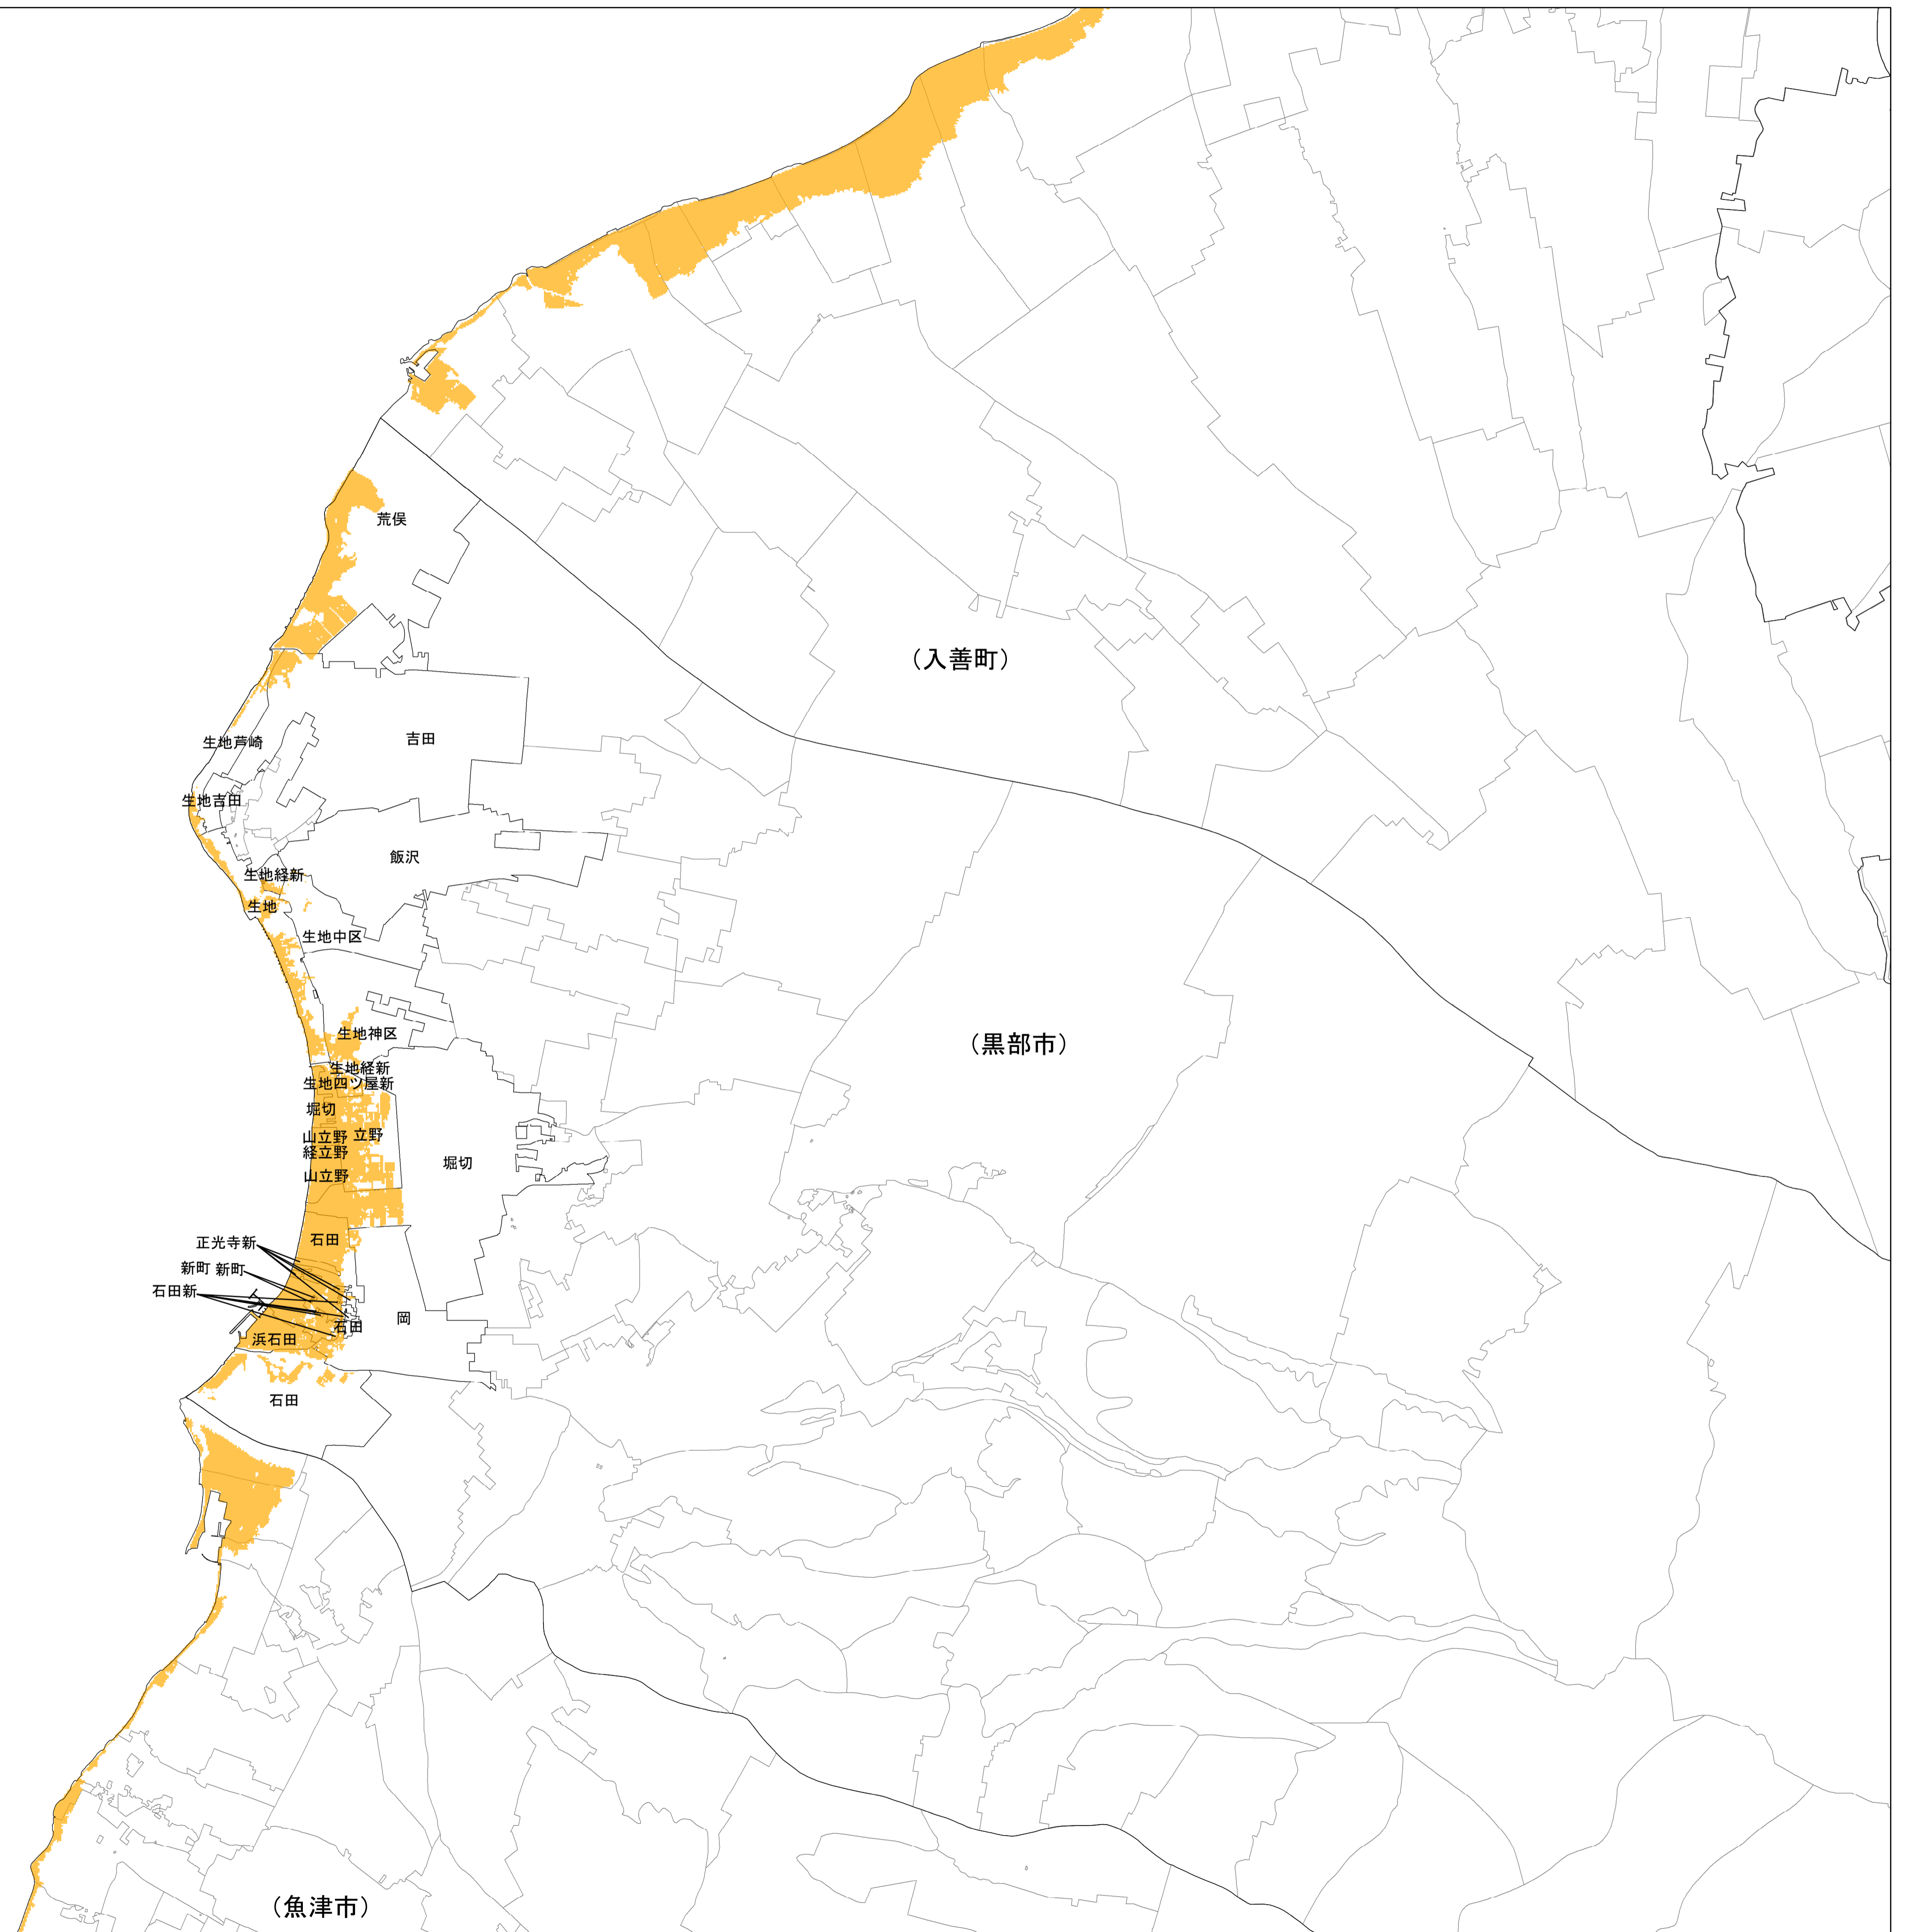 荒俣
（入善町）
吉田
生地芦崎
生地吉田
飯沢
生地経新
生地
生地中区
生地神区
（黒部市）
生地経新
生地四ツ屋新
堀切
立野
山立野
経立野
堀切
山立野
石田
正光寺新
新町 新町
石田新
岡
石田
浜石田
石田
（魚津市）